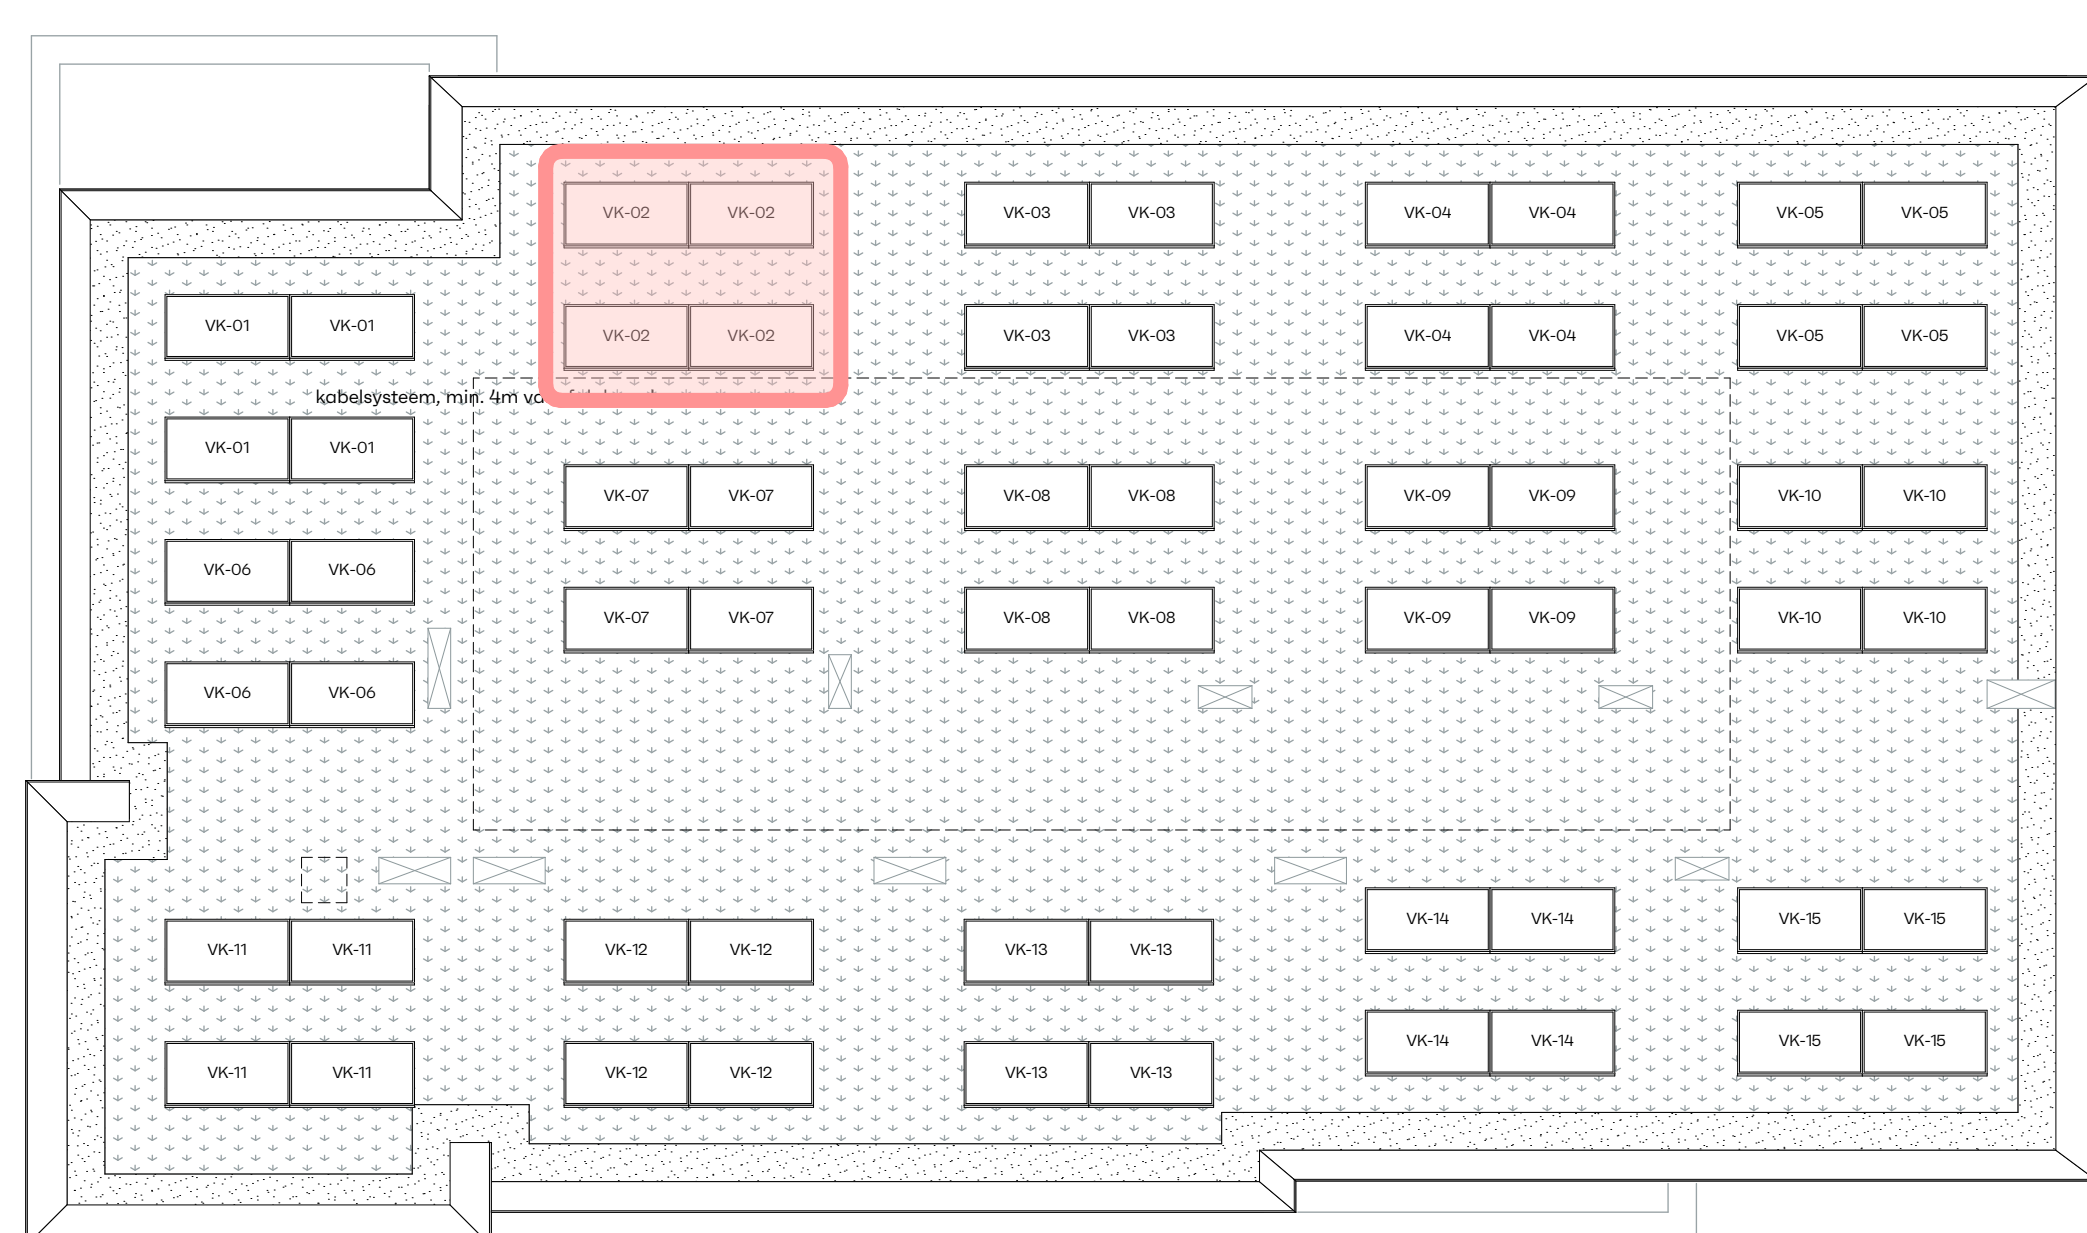 VK-02 VK-02 VK-03 VK-03 VK-04 VK-04 VK-05 VK-05
VK-01 VK-01 VK-02 VK-02 VK-03 VK-03 VK-04 VK-04 VK-05 VK-05
kabelsysteem, min. 4m va
VK-01 VK-01
VK-07 VK-07 VK-08 VK-08 VK-09 VK-09 VK-10 VK-10
VK-06 VK-06
VK-07 VK-07 VK-08 VK-08 VK-09 VK-09 VK-10 VK-10
VK-06 VK-06
VK-14 VK-14 VK-15 VK-15
VK-11 VK-11 VK-12 VK-12 VK-13 VK-13
VK-14 VK-14 VK-15 VK-15
VK-11 VK-11 VK-12 VK-12 VK-13 VK-13